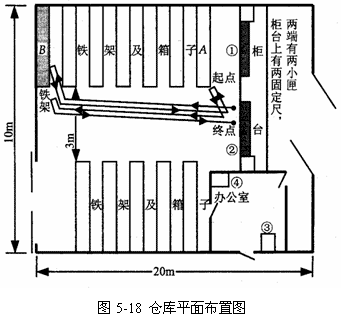 B
铁架及箱子A
①
柜台
两端有两小匣
柜台上有两固定尺，
起点
铁架
终点
②
10m
3m
铁架及箱子
④
办公室
③
20m
图 5-18 仓库平面布置图